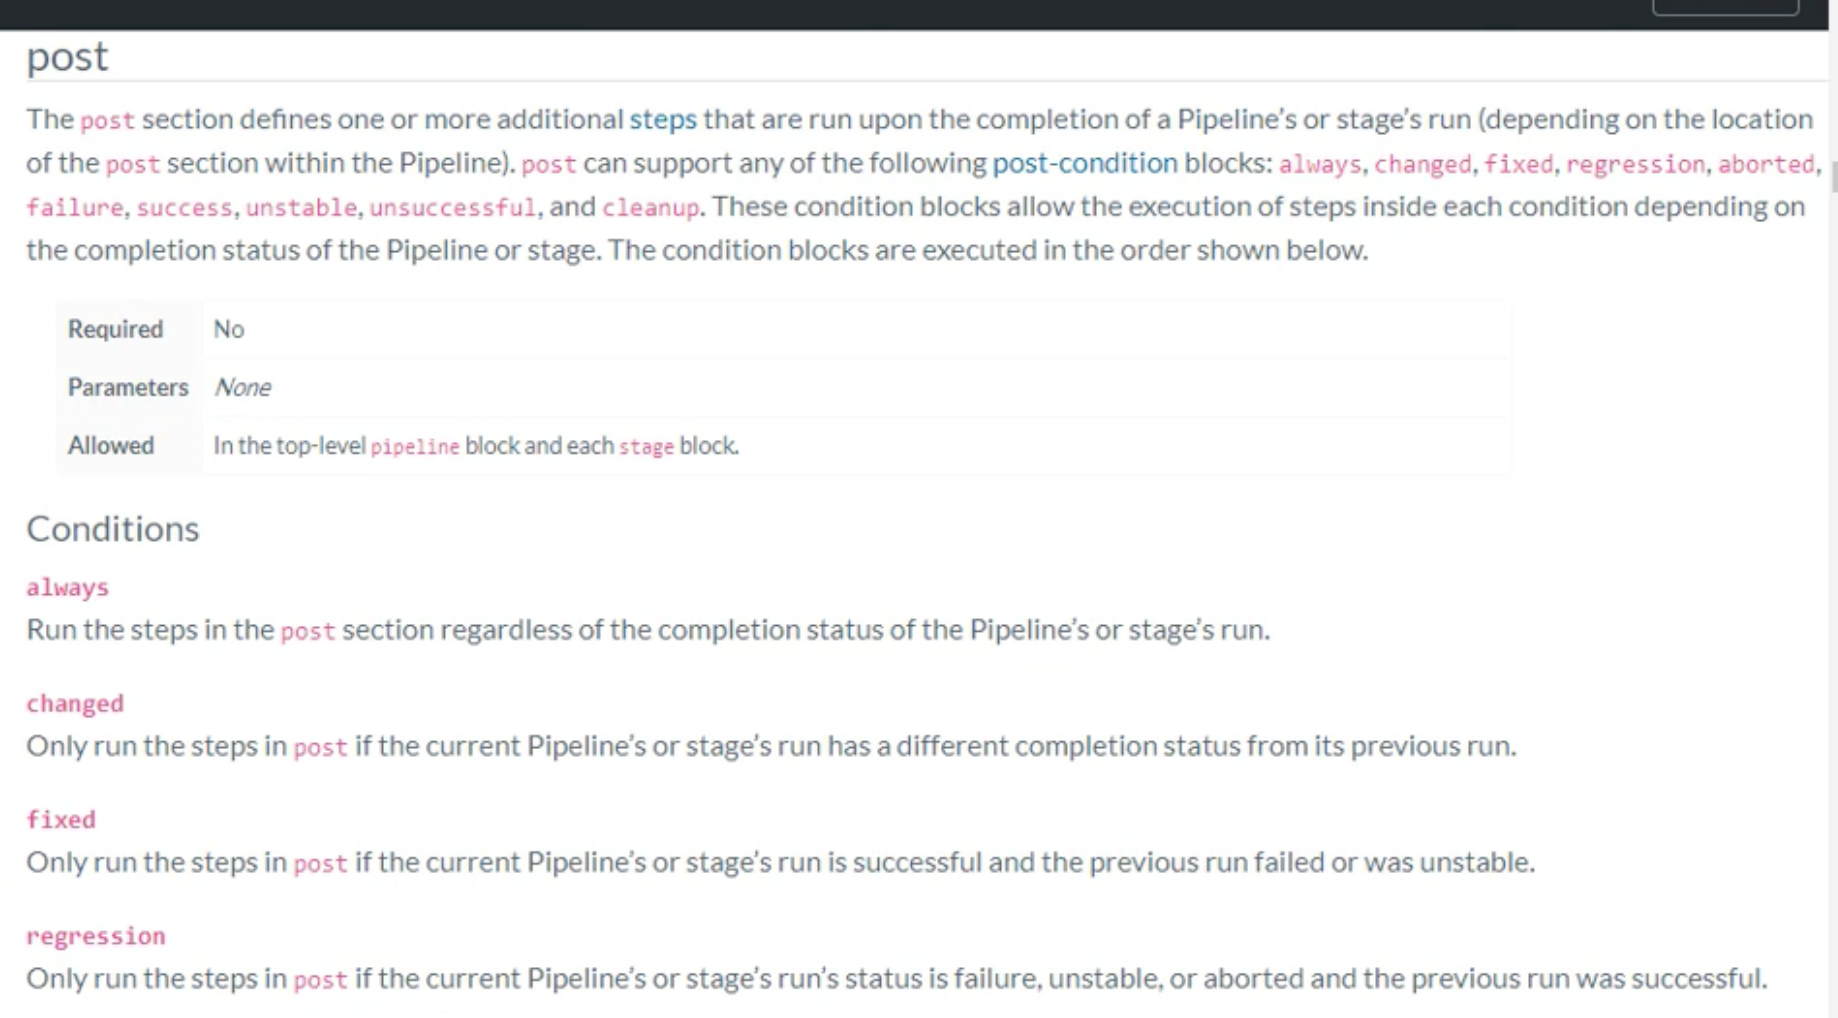 post
The post section defines one or more additional steps that are run upon the completion of a Pipeline's or stage's run (depending on the location
of the post section within the Pipeline). post can support any of the following post-condition blocks: always, changed, fixed, regression, aborted,
failure, success, unstable, unsuccessful, and cleanup. These condition blocks allow the execution of steps inside each condition depending on
the completion status of the Pipeline or stage. The condition blocks are executed in the order shown below.
Required No
Parameters None
Allowed In the top-level pipeline block and each stage block.
Conditions
always
Run the steps in the post section regardless of the completion status of the Pipeline's or stage's run.
changed
Only run the steps in post if the current Pipeline's or stage's run has a different completion status from its previous run.
fixed
Only run the steps in post if the current Pipeline's or stage's run is successful and the previous run failed or was unstable.
regression
Only run the steps in post if the current Pipeline's or stage's run's status is failure, unstable, or aborted and the previous run was successful.